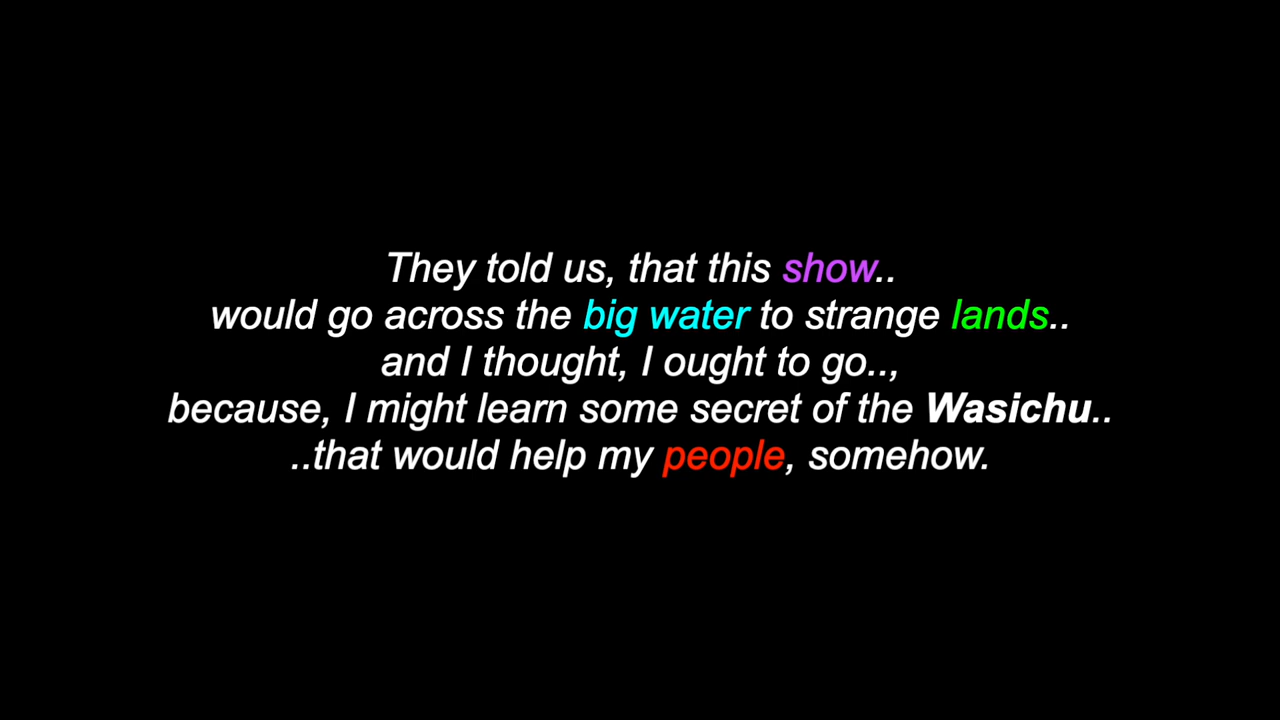 They told us, that this show..
would go across the big water to strange lands..
and I thought, I ought to go..,
because, I might learn some secret of the Wasichu..
..that would help my people, somehow.